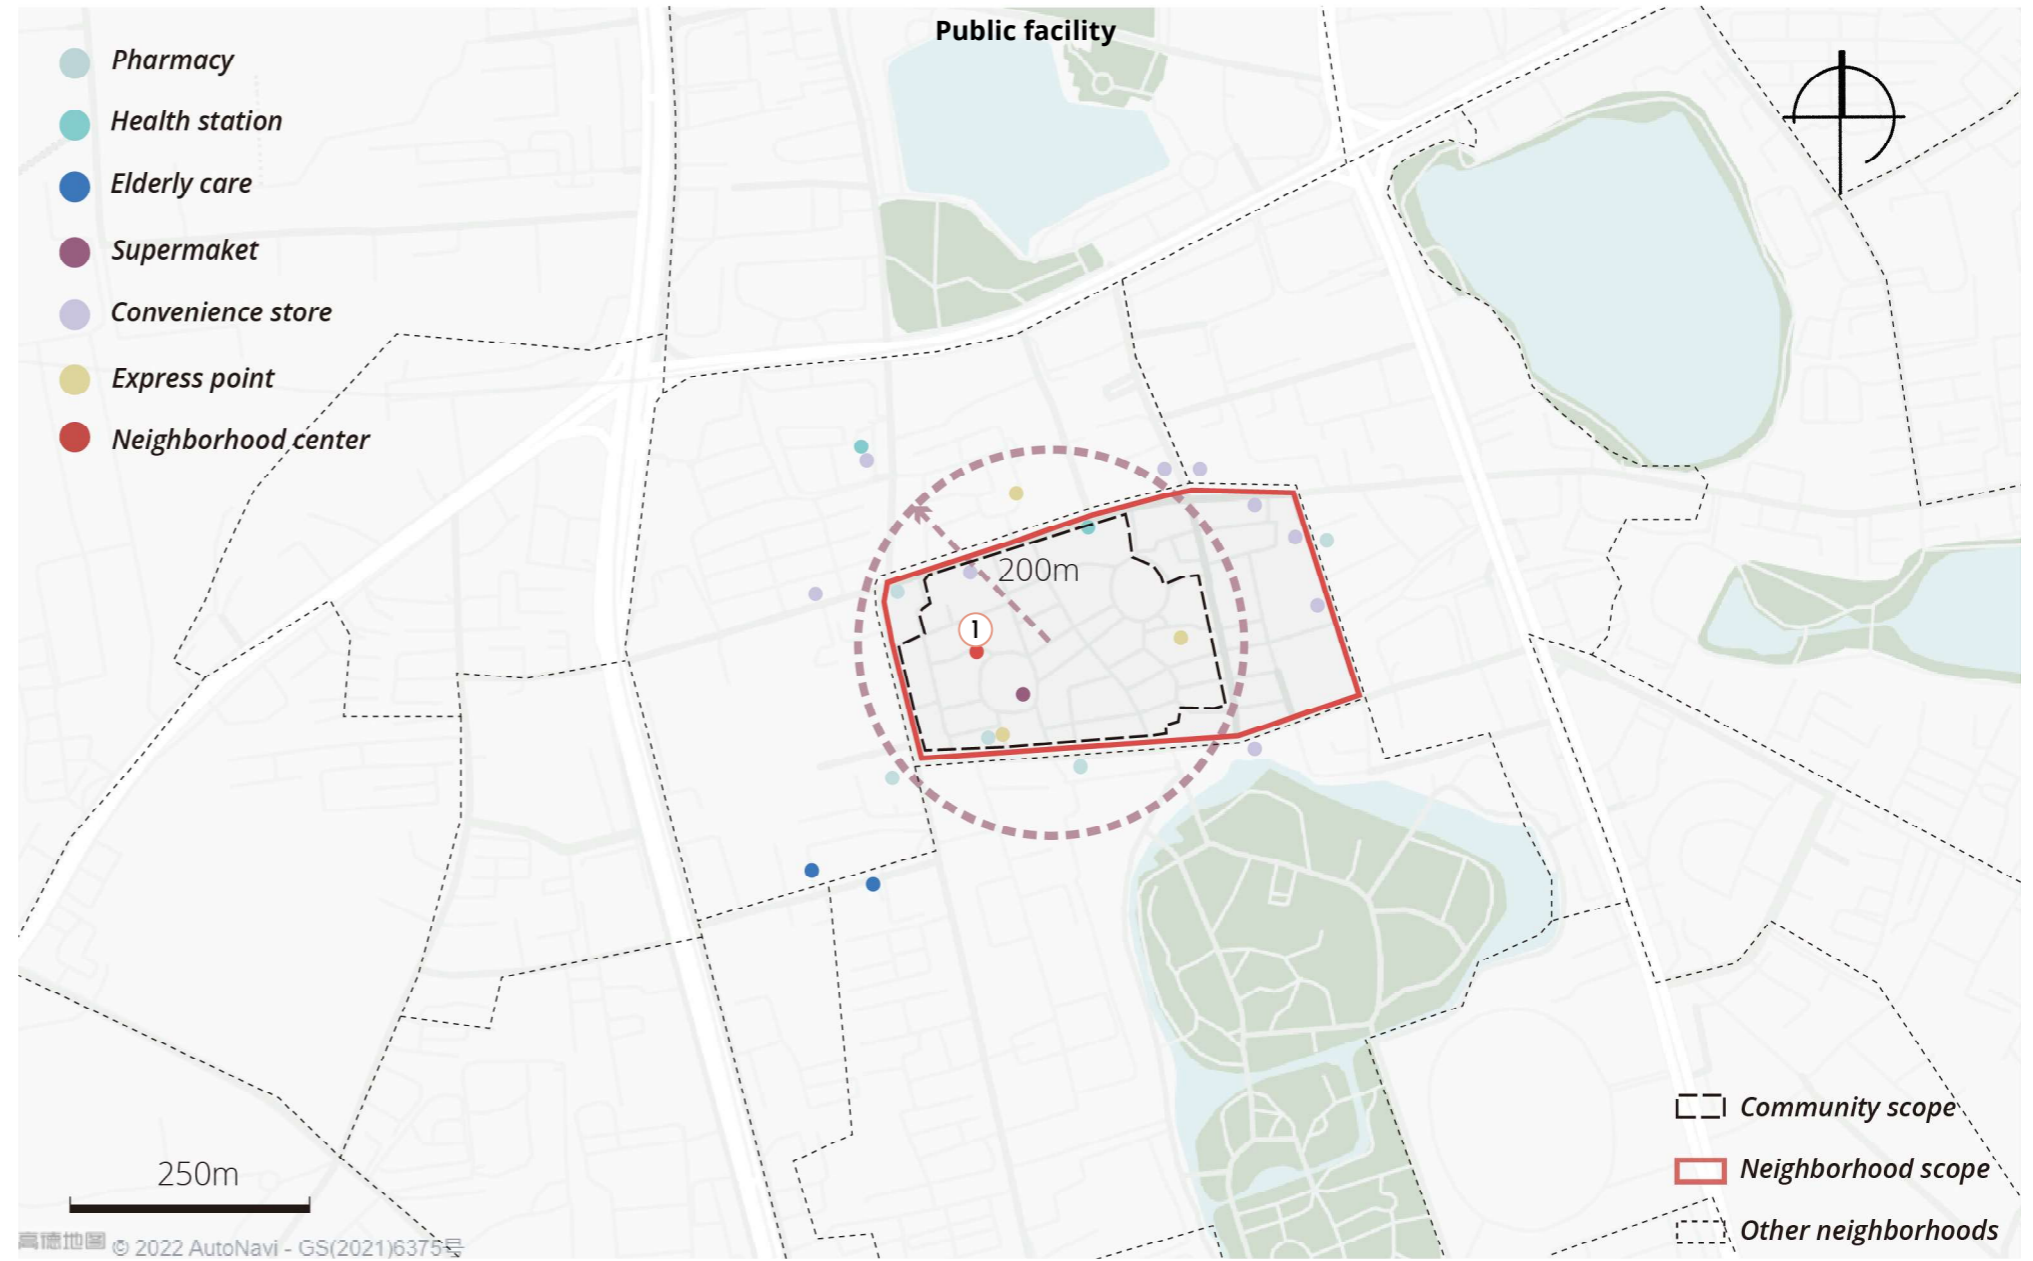 Public facility
Pharmacy
Health station
Elderly care
Supermaket
Convenience store
Express point
Neighborhood center
200m
1
Community scope
Neighborhood scope
Other neighborhoods
250m
高德地图 © 2022 AutoNavi - GS(2021)6375号